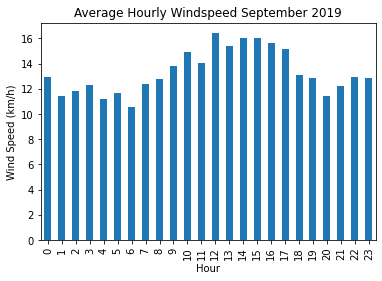 Average Hourly Windspeed September 2019
Wind Speed (km/h)
16
14
12
10
8
6
4
2
0
0 1 2 3 4 5 6 7 8 9 10 11 12 13 14 15 16 17 18 19 20 21 22 23
Hour